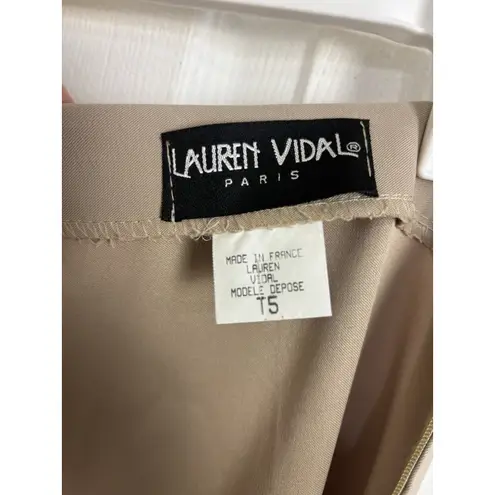 LAUREN VIDAL®
PARIS
MADE IN FRANCE
LAUREN
VIDAL
MODELE DEPOSE
T5